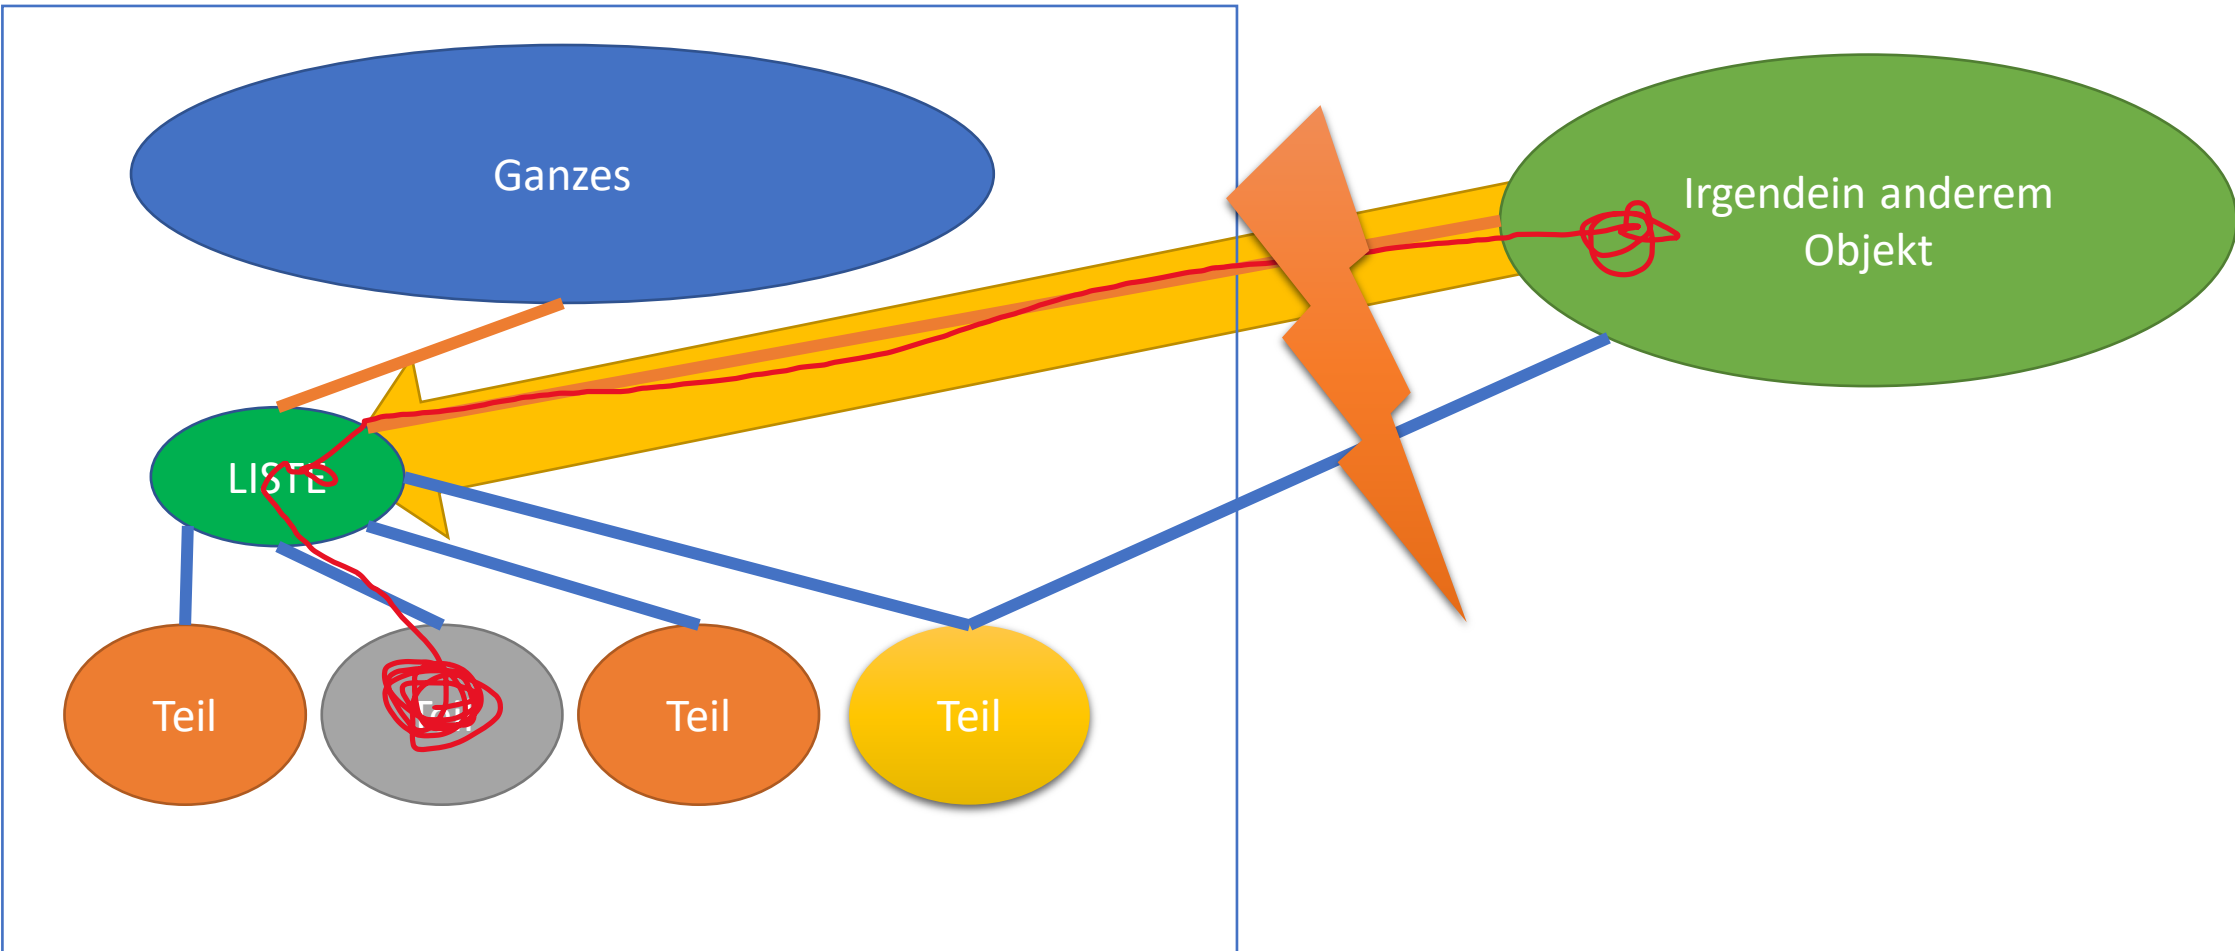 Ganzes
Irgendein anderem
Objekt
LISTE
Teil
Teil
Teil